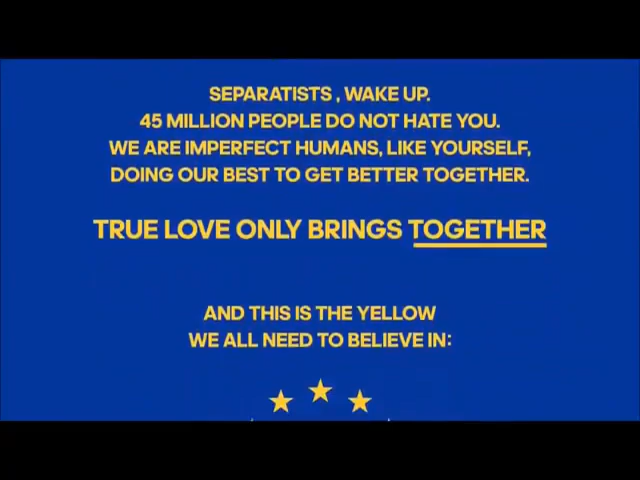 SEPARATISTS , WAKE UP.
45 MILLION PEOPLE DO NOT HATE YOU.
WE ARE IMPERFECT HUMANS, LIKE YOURSELF,
DOING OUR BEST TO GET BETTER TOGETHER.
TRUE LOVE ONLY BRINGS TOGETHER
AND THIS IS THE YELLOW
WE ALL NEED TO BELIEVE IN: